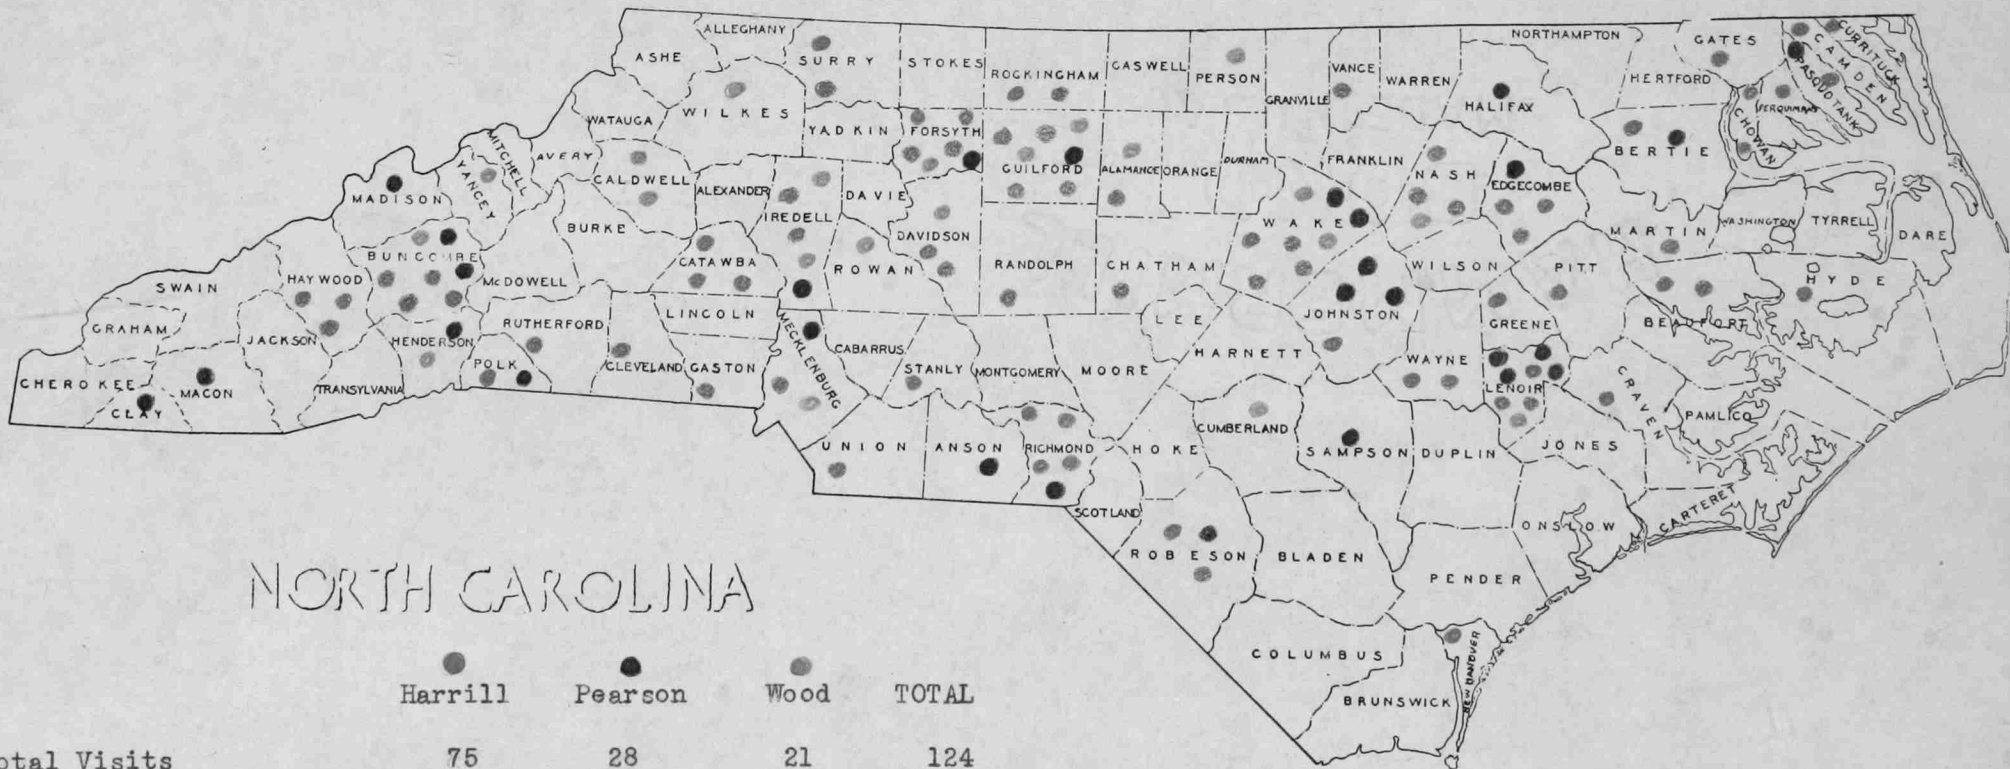 ALLEGHANY
NORTHAMPTON
ASHE
SURRY
STOKES
ROCKINGHAM
CASWELL
PERSON
VANCE
WARREN
GATES
CURRITUCK
CAMDEN
PASQUOTANK
GRANVILLE
HALIFAX
HERTFORD
PERQUIMANS
CHOWAN
WATAUGA
WILKES
YADKIN
FORSYTH
GUILFORD
ALAMANCE
ORANGE
DURHAM
FRANKLIN
NASH
EDGECOMBE
BERTIE
MITCHELL
AVERY
YANCEY
CALDWELL
ALEXANDER
IREDELL
DAVIE
MADISON
BURKE
DAVIDSON
WAKE
MARTIN
WASHINGTON
TYRRELL
DARE
BUNCOMBE
CATAWBA
ROWAN
RANDOLPH
CHATHAM
WILSON
PITT
HYDE
SWAIN
HAYWOOD
McDOWELL
LINCOLN
LEE
JOHNSTON
GREENE
BEAUFORT
GRAHAM
JACKSON
HENDERSON
RUTHERFORD
MECKLENBURG
CABARRUS
HARNETT
WAYNE
LENOIR
CRAVEN
CHEROKEE
CLAY
MACON
TRANSYLVANIA
POLK
CLEVELAND
GASTON
STANLY
MONTGOMERY
MOORE
PAMLICO
UNION
ANSON
RICHMOND
HOKE
CUMBERLAND
SAMPSON
DUPLIN
JONES
SCOTLAND
ROBESON
BLADEN
ONSLOW
CARTERET
PENDER
COLUMBUS
BRUNSWICK
NEW HANOVER
NORTH CAROLINA
Harrill Pearson Wood TOTAL
otal Visits 75 28 21 124